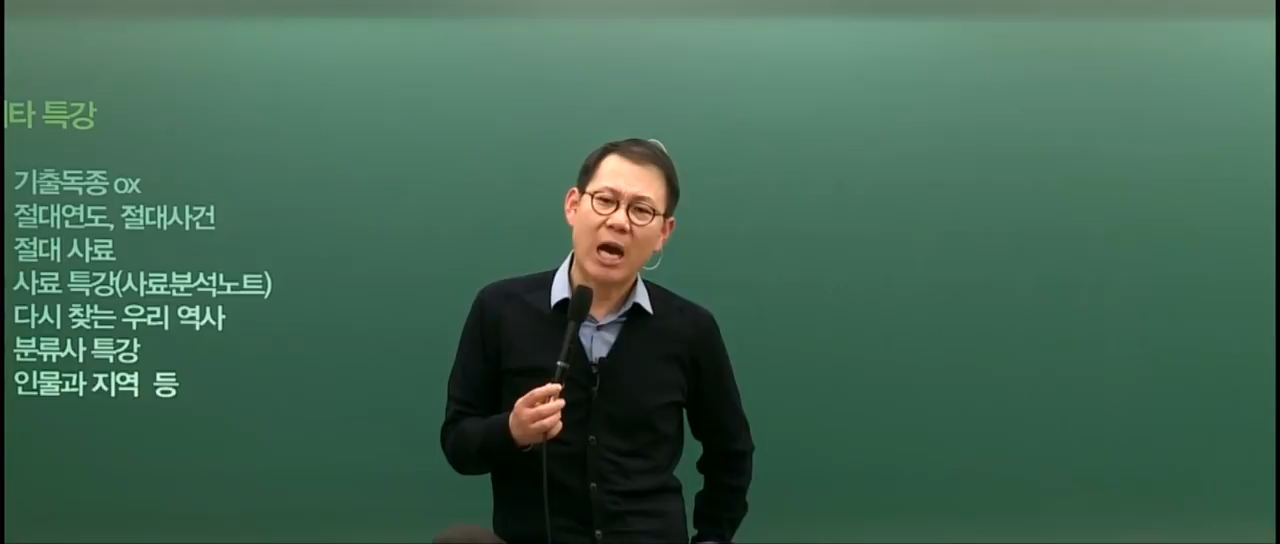 타 특강
기출독종 ox
절대연도, 절대사건
절대 사료
사료 특강(사료분석노트)
다시 찾는 우리 역사
분류사 특강
인물과 지역 등